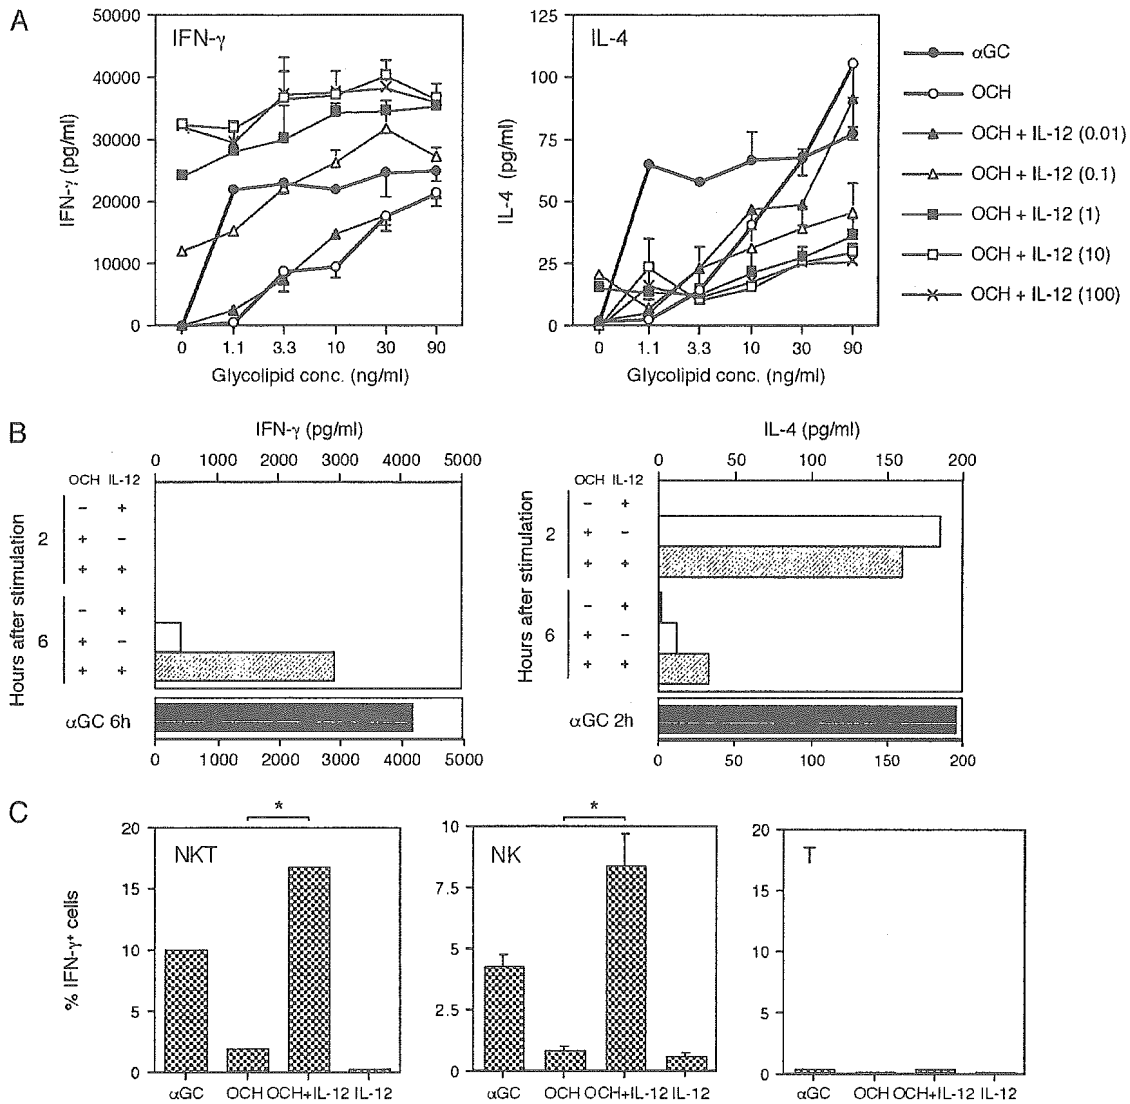 A
IFN-γ
IFN-γ (pg/ml)
50000
40000
30000
20000
10000
0
0 1.1 3.3 10 30 90
Glycolipid conc. (ng/ml)
IL-4
IL-4 (pg/ml)
125
100
75
50
25
0
0 1.1 3.3 10 30 90
Glycolipid conc. (ng/ml)
αGC
OCH
OCH + IL-12 (0.01)
OCH + IL-12 (0.1)
OCH + IL-12 (1)
OCH + IL-12 (10)
OCH + IL-12 (100)
B
IFN-γ (pg/ml)
0 1000 2000 3000 4000 5000
OCH IL-12
Hours after stimulation
2
− +
+ −
+ +
6
− +
+ −
+ +
αGC 6h
0 1000 2000 3000 4000 5000
IL-4 (pg/ml)
0 50 100 150 200
OCH IL-12
Hours after stimulation
2
− +
+ −
+ +
6
− +
+ −
+ +
αGC 2h
0 50 100 150 200
C
% IFN-γ+ cells
*
NKT
20
15
10
5
0
αGC OCH OCH+IL-12 IL-12
*
NK
10
7.5
5
2.5
0
αGC OCH OCH+IL-12 IL-12
T
20
15
10
5
0
αGC OCH OCH+IL-12 IL-12